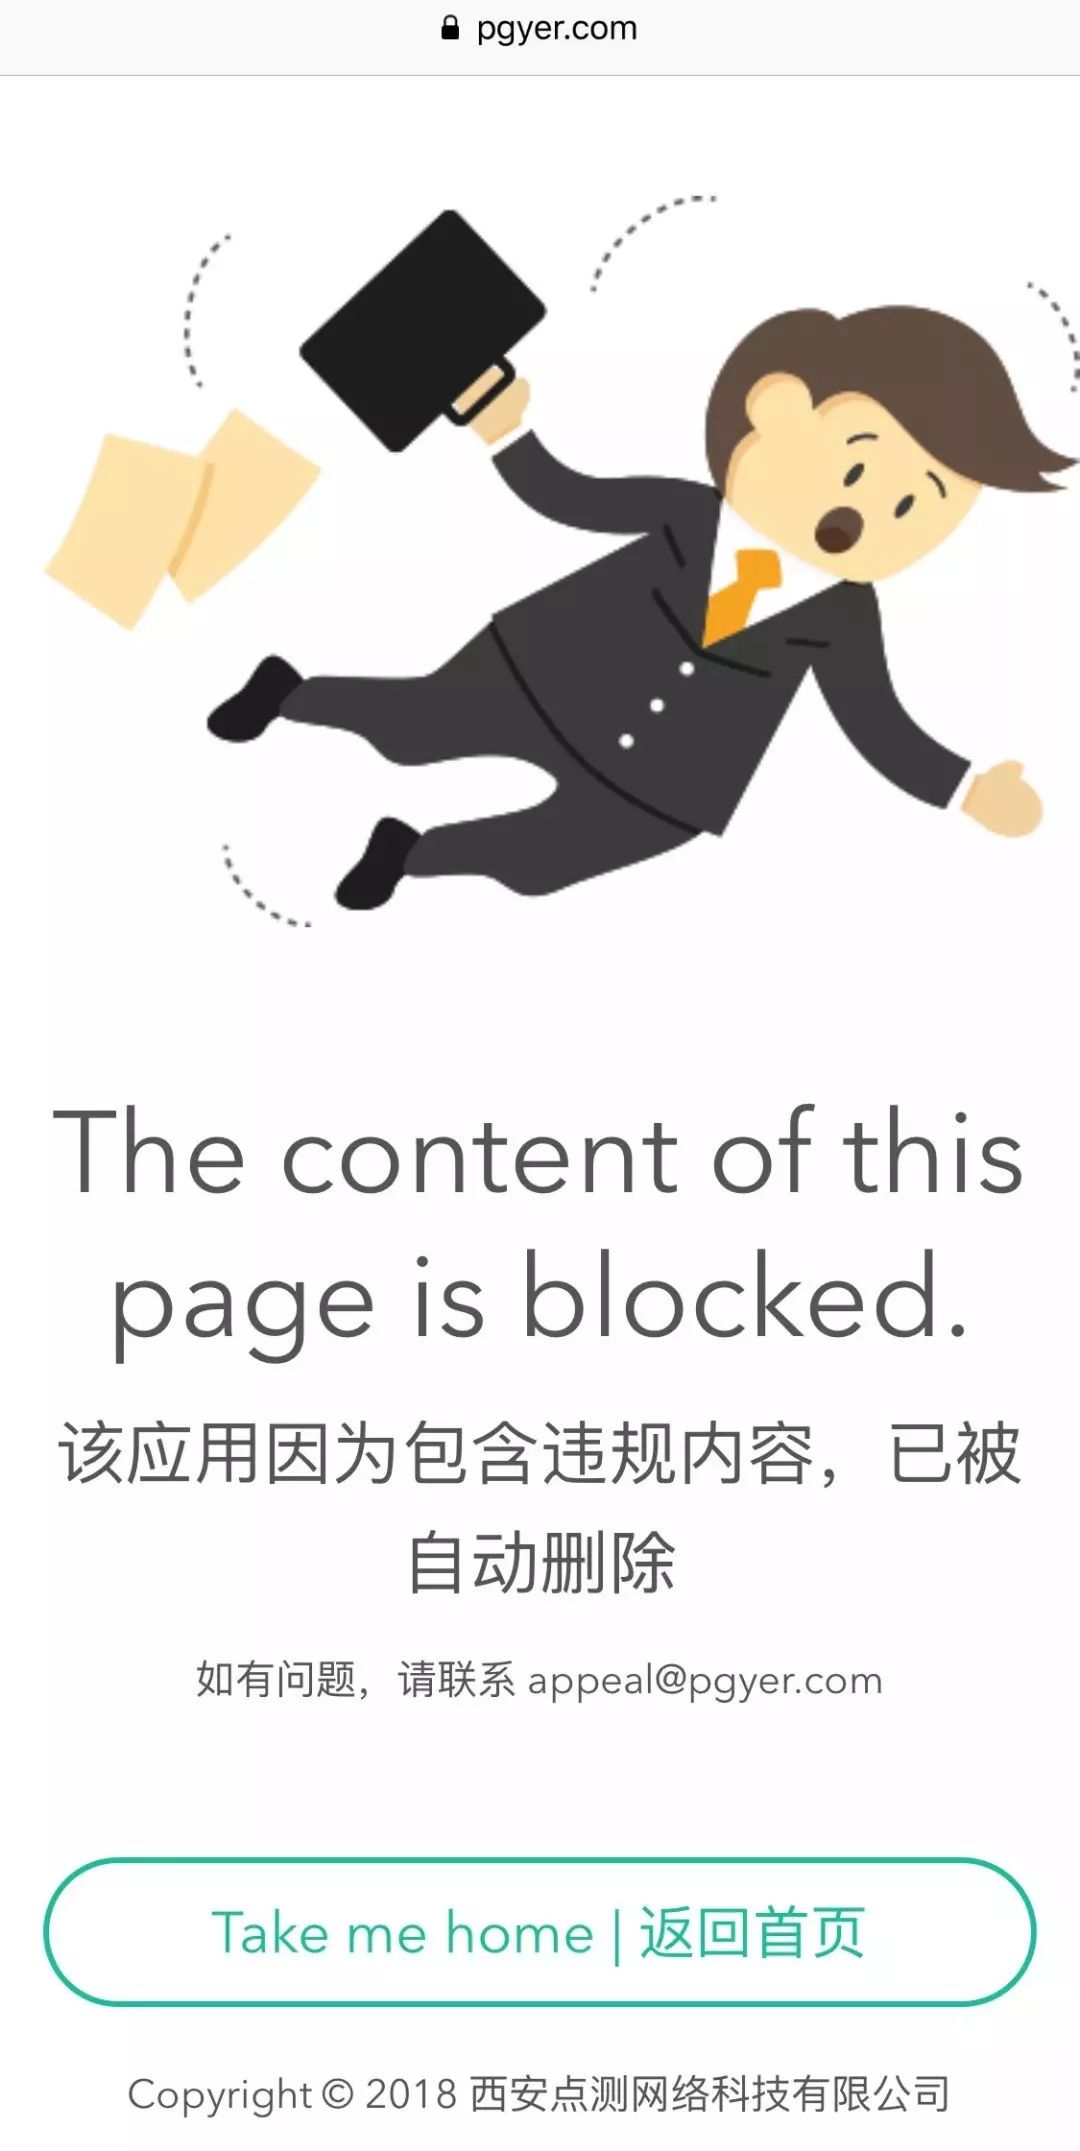 pgyer.com
The content of this
page is blocked.
该应用因为包含违规内容，已被
自动删除
如有问题，请联系 appeal@pgyer.com
Take me home | 返回首页
Copyright © 2018 西安点测网络科技有限公司